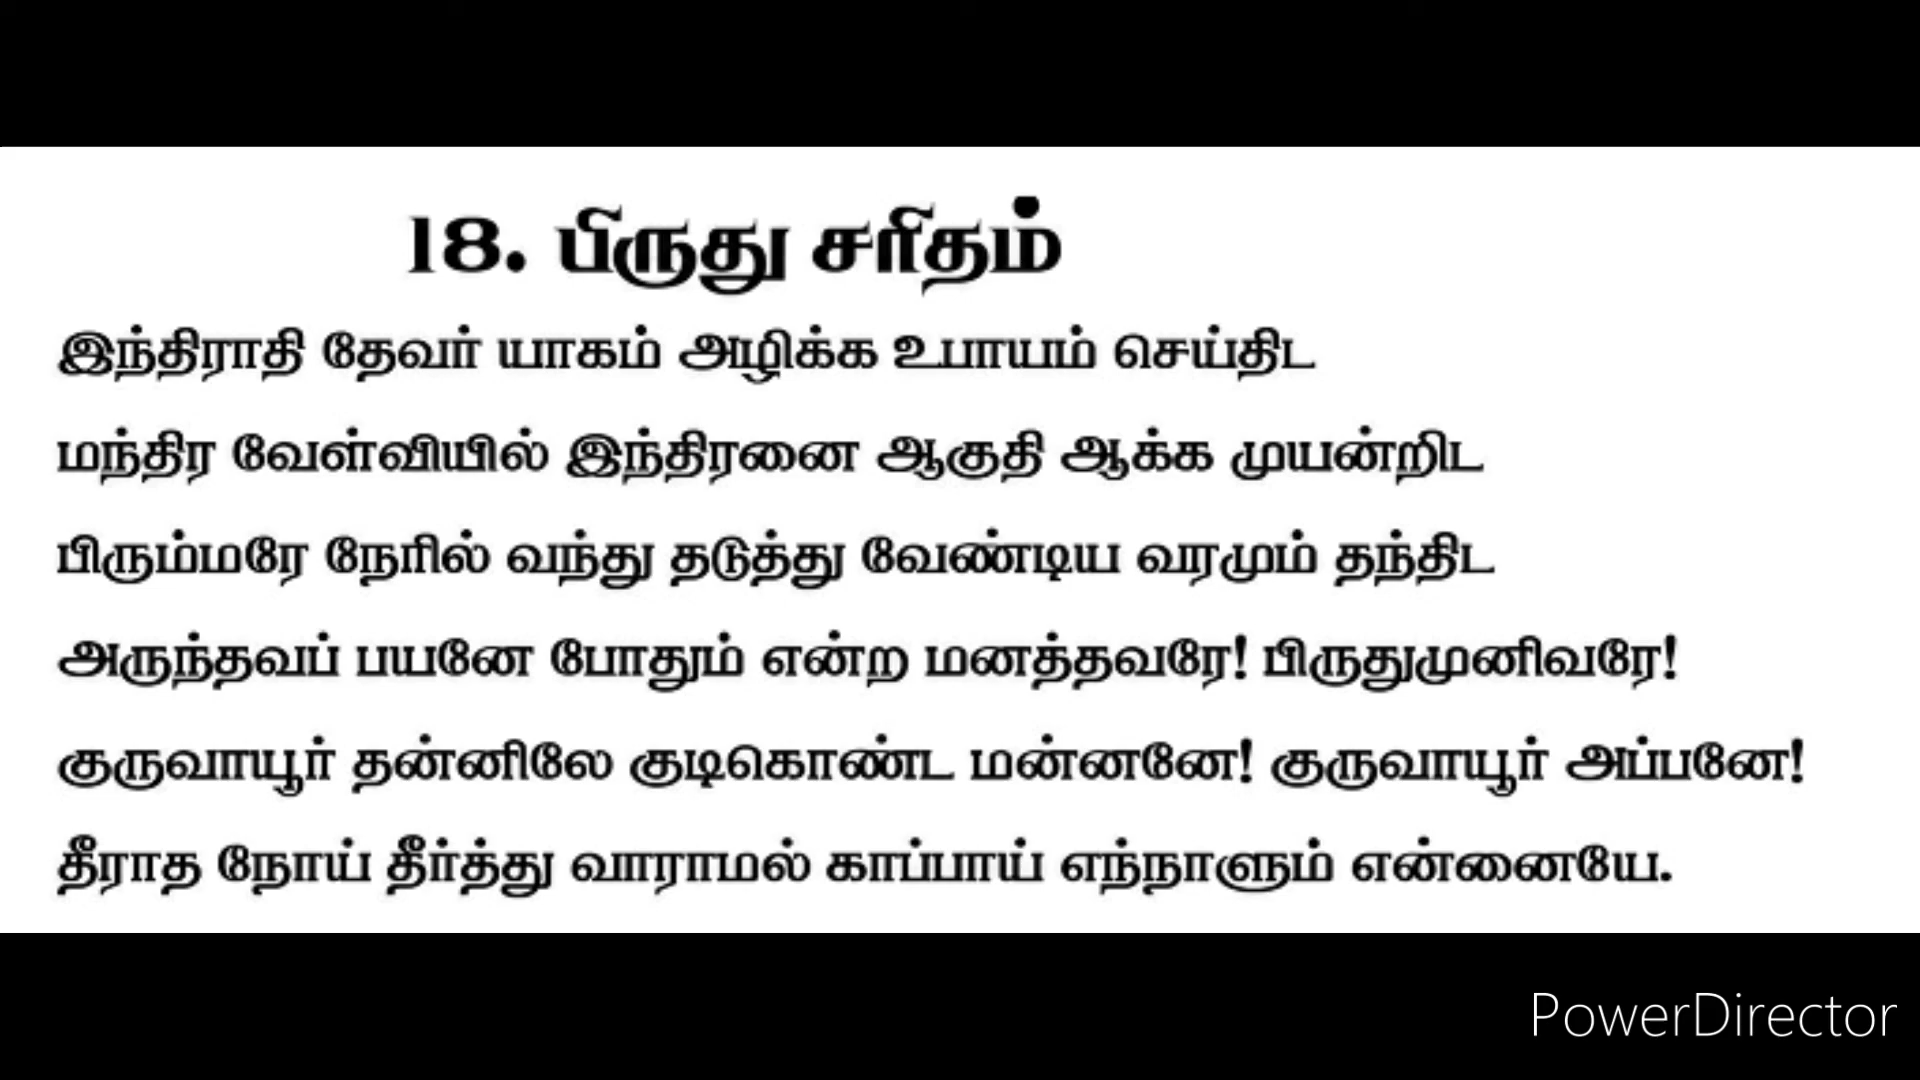 18. பிருது சரிதம்
இந்திராதி தேவர் யாகம் அழிக்க உபாயம் செய்திட
மந்திர வேள்வியில் இந்திரனை ஆகுதி ஆக்க முயன்றிட
பிரும்மரே நேரில் வந்து தடுத்து வேண்டிய வரமும் தந்திட
அருந்தவப் பயனே போதும் என்ற மனத்தவரே! பிருதுமுனிவரே!
குருவாயூர் தன்னிலே குடிகொண்ட மன்னனே! குருவாயூர் அப்பனே!
தீராத நோய் தீர்த்து வாராமல் காப்பாய் எந்நாளும் என்னையே.
PowerDirector